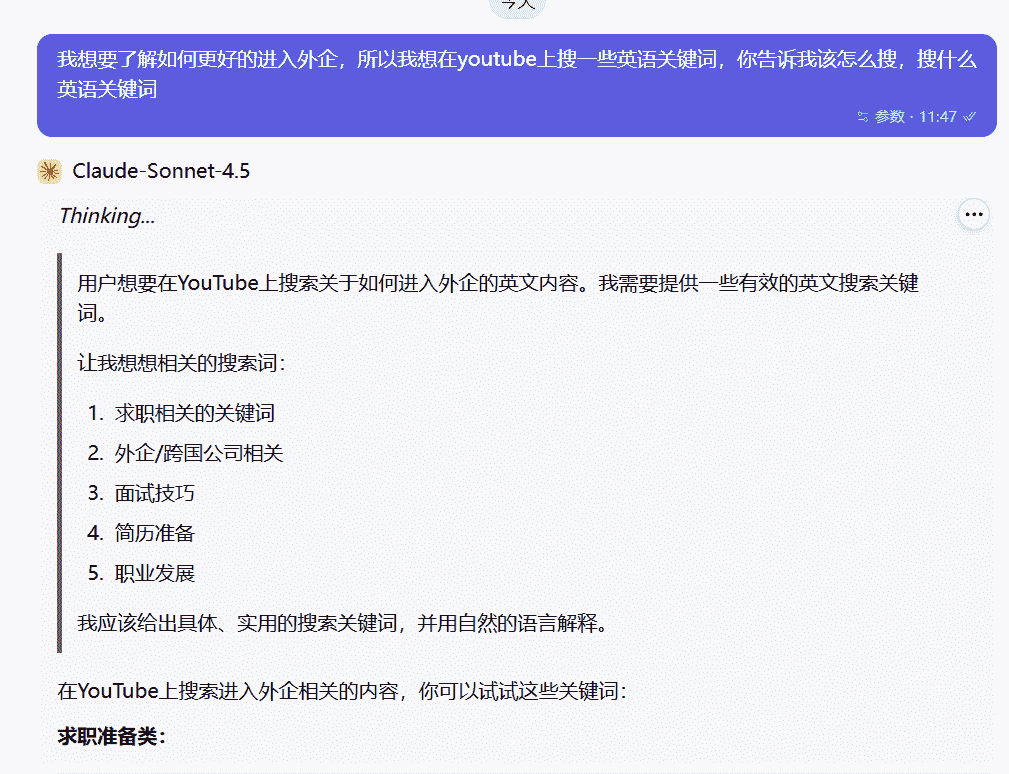 今天
我想要了解如何更好的进入外企，所以我想在youtube上搜一些英语关键词，你告诉我该怎么搜，搜什么
英语关键词
参数 · 11:47
Claude-Sonnet-4.5
Thinking...
用户想要在YouTube上搜索关于如何进入外企的英文内容。我需要提供一些有效的英文搜索关键
词。
让我想想相关的搜索词：
1. 求职相关的关键词
2. 外企/跨国公司相关
3. 面试技巧
4. 简历准备
5. 职业发展
我应该给出具体、实用的搜索关键词，并用自然的语言解释。
在YouTube上搜索进入外企相关的内容，你可以试试这些关键词：
求职准备类：